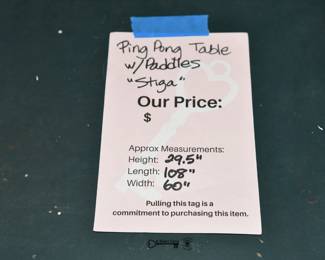 Ping Pong Table
w/Paddles
"Stiga"
Our Price:
$
Approx Measurements:
Height: 29.5"
Length: 108"
Width: 60"
Pulling this tag is a
commitment to purchasing this item.